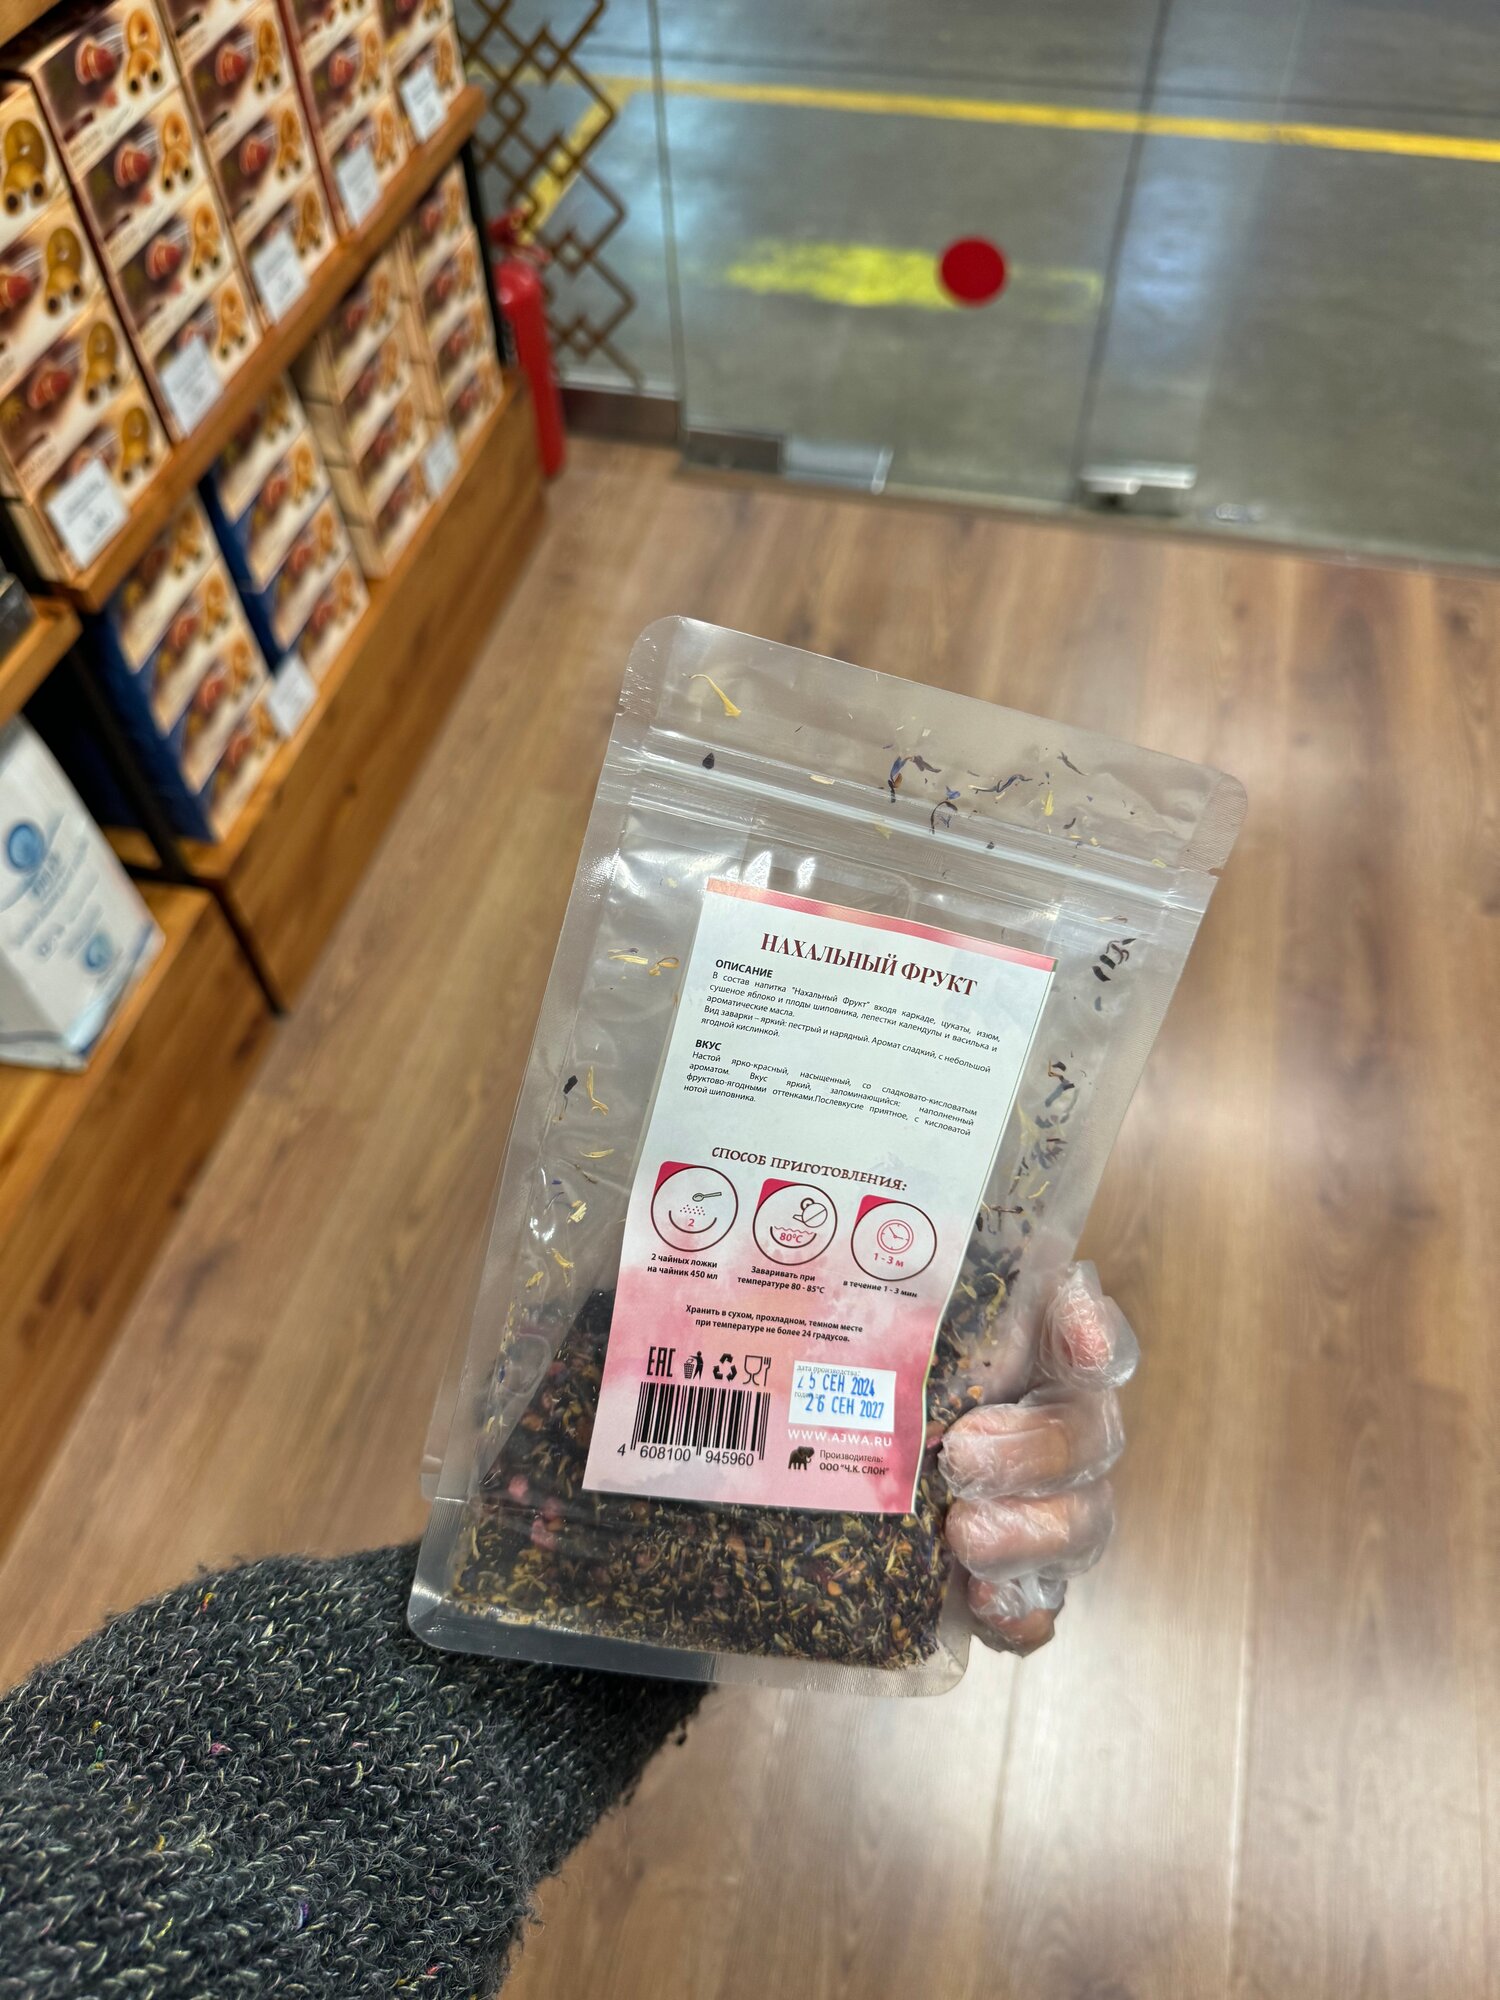 НАХАЛЬНЫЙ ФРУКТ
ОПИСАНИЕ
В состав напитка "Нахальный Фрукт" входя каркаде, цукаты, изюм,
сушеное яблоко и плоды шиповника, лепестки календулы и василька и
ароматические масла.
Вид заварки – яркий: пестрый и нарядный. Аромат сладкий, с небольшой
ягодной кислинкой.
ВКУС
Настой ярко-красный, насыщенный, со сладковато-кисловатым
ароматом. Вкус яркий, запоминающийся: наполненный
фруктово-ягодными оттенками.Послевкусие приятное, с кисловатой
нотой шиповника.
СПОСОБ ПРИГОТОВЛЕНИЯ:
2
80°C
1 - 3 м
2 чайных ложки
на чайник 450 мл
Заваривать при
температуре 80 - 85°C
в течение 1 - 3 мин
Хранить в сухом, прохладном, темном месте
при температуре не более 24 градусов.
EAC
дата производства:
25 СЕН 2024
26 СЕН 2027
WWW.AJWA.RU
Производитель:
ООО "Ч.К. СЛОН"
4 608100 945960